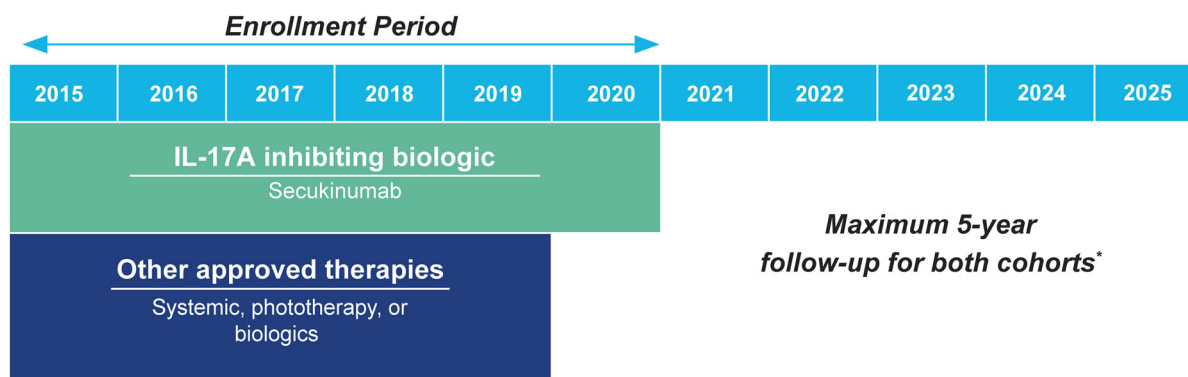 Enrollment Period
2015 2016 2017 2018 2019 2020 2021 2022 2023 2024 2025
IL-17A inhibiting biologic
Secukinumab
Other approved therapies
Systemic, phototherapy, or
biologics
Maximum 5-year
follow-up for both cohorts*